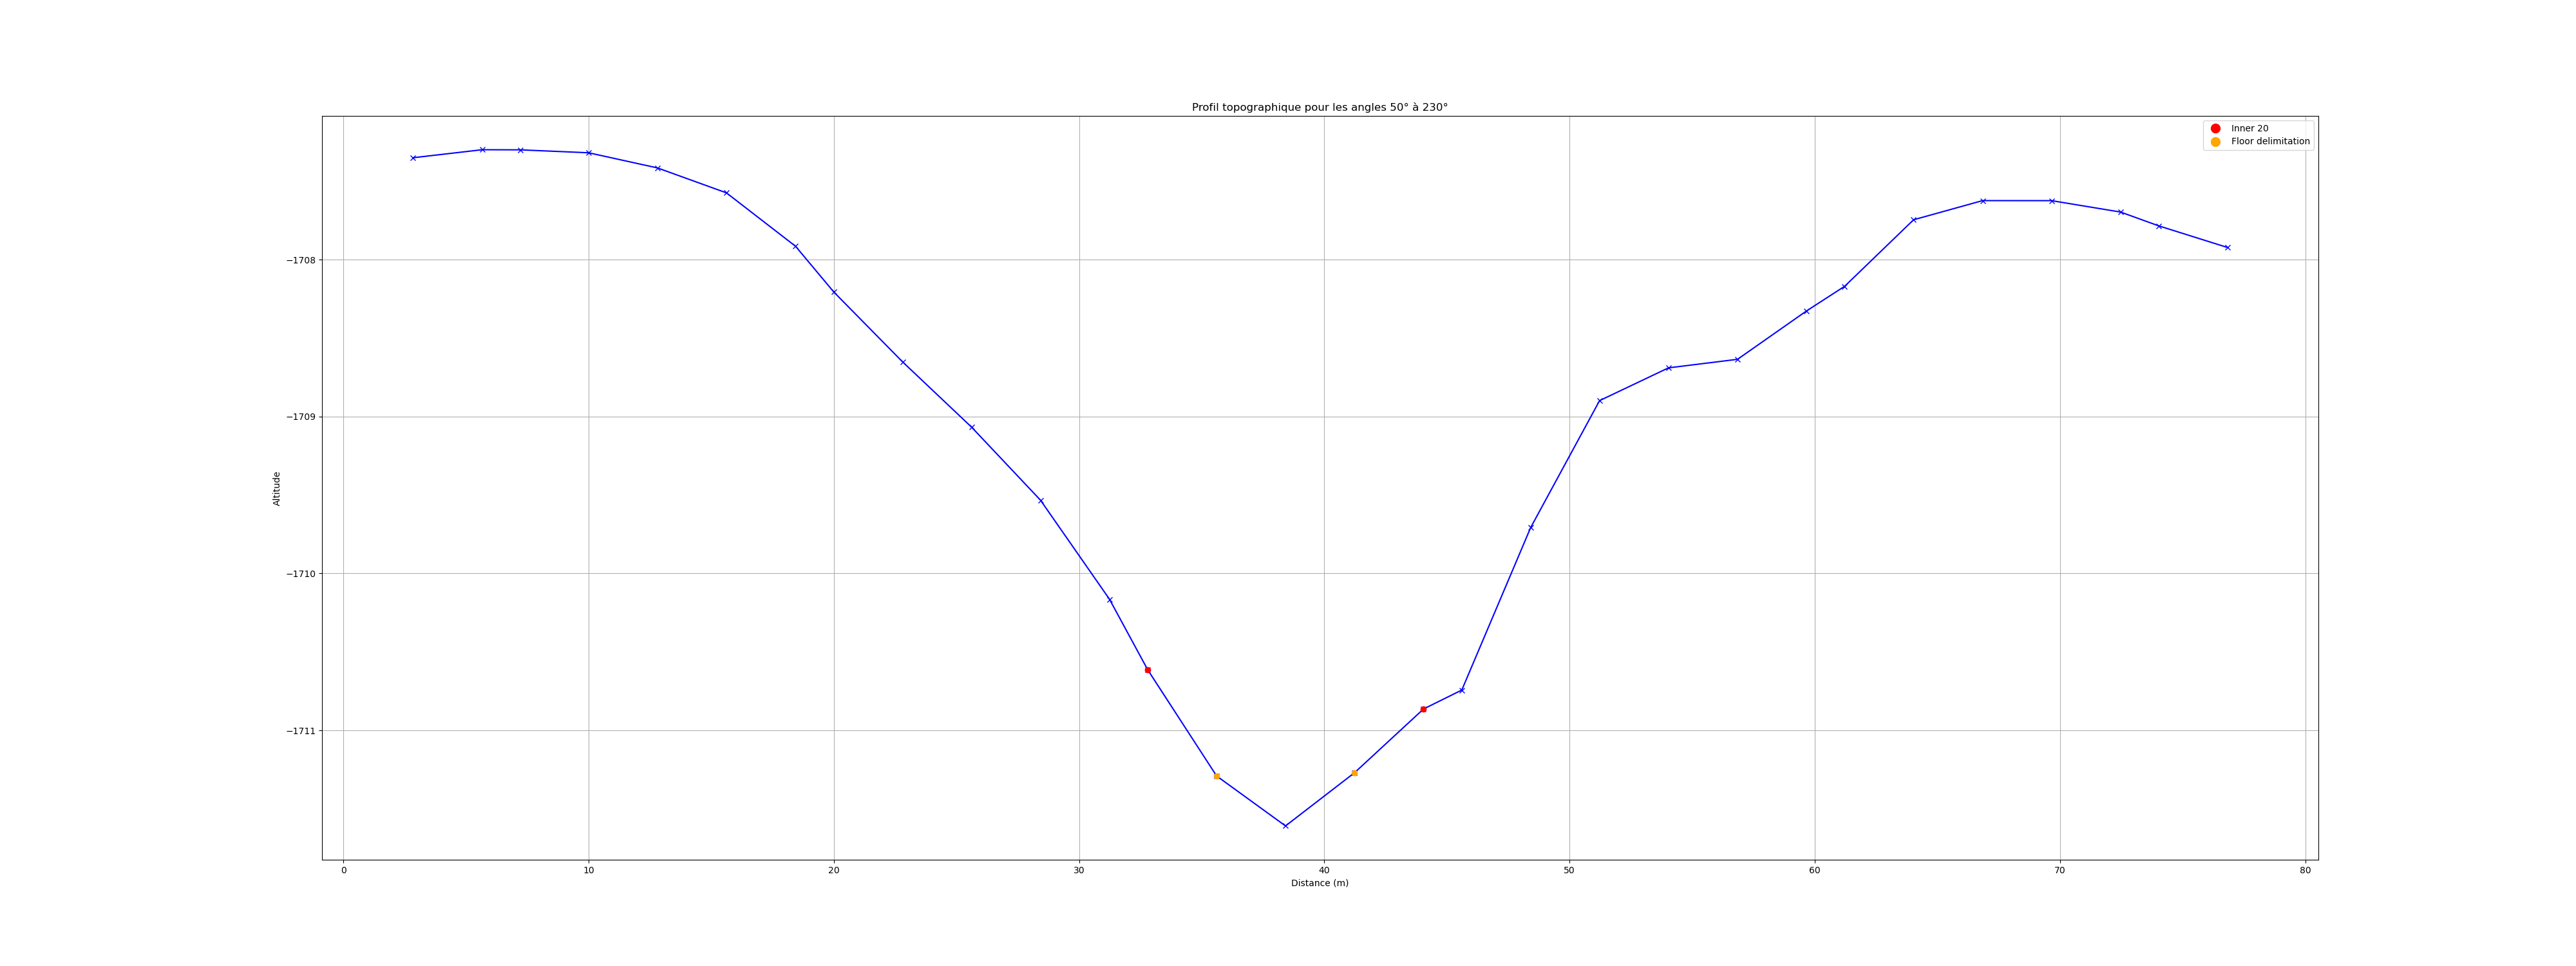 Profil topographique pour les angles 50° à 230°
Inner 20
Floor delimitation
Altitude
−1708
−1709
−1710
−1711
0 10 20 30 40 50 60 70 80
Distance (m)